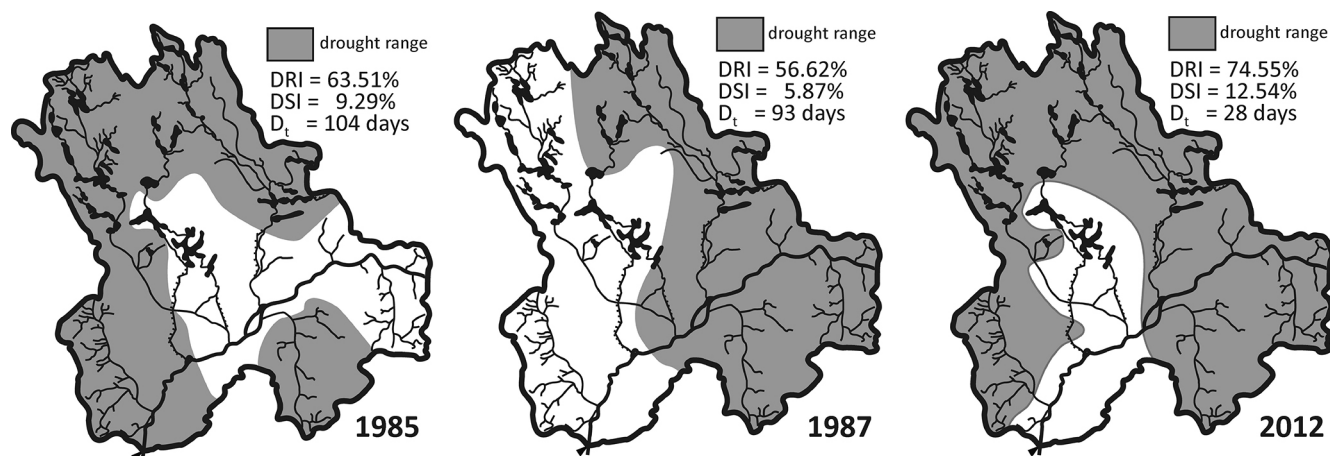 drought range
DRI = 63.51%
DSI = 9.29%
Dt = 104 days
1985
drought range
DRI = 56.62%
DSI = 5.87%
Dt = 93 days
1987
drought range
DRI = 74.55%
DSI = 12.54%
Dt = 28 days
2012